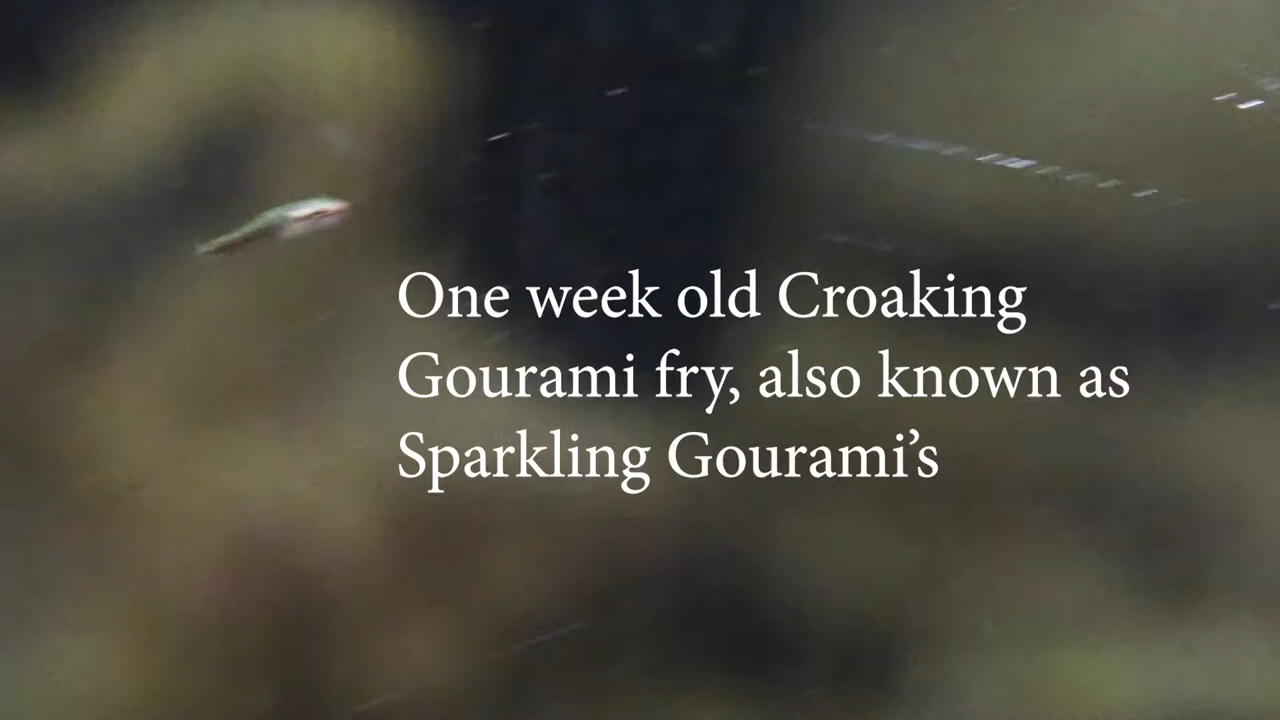 One week old Croaking
Gourami fry, also known as
Sparkling Gourami’s